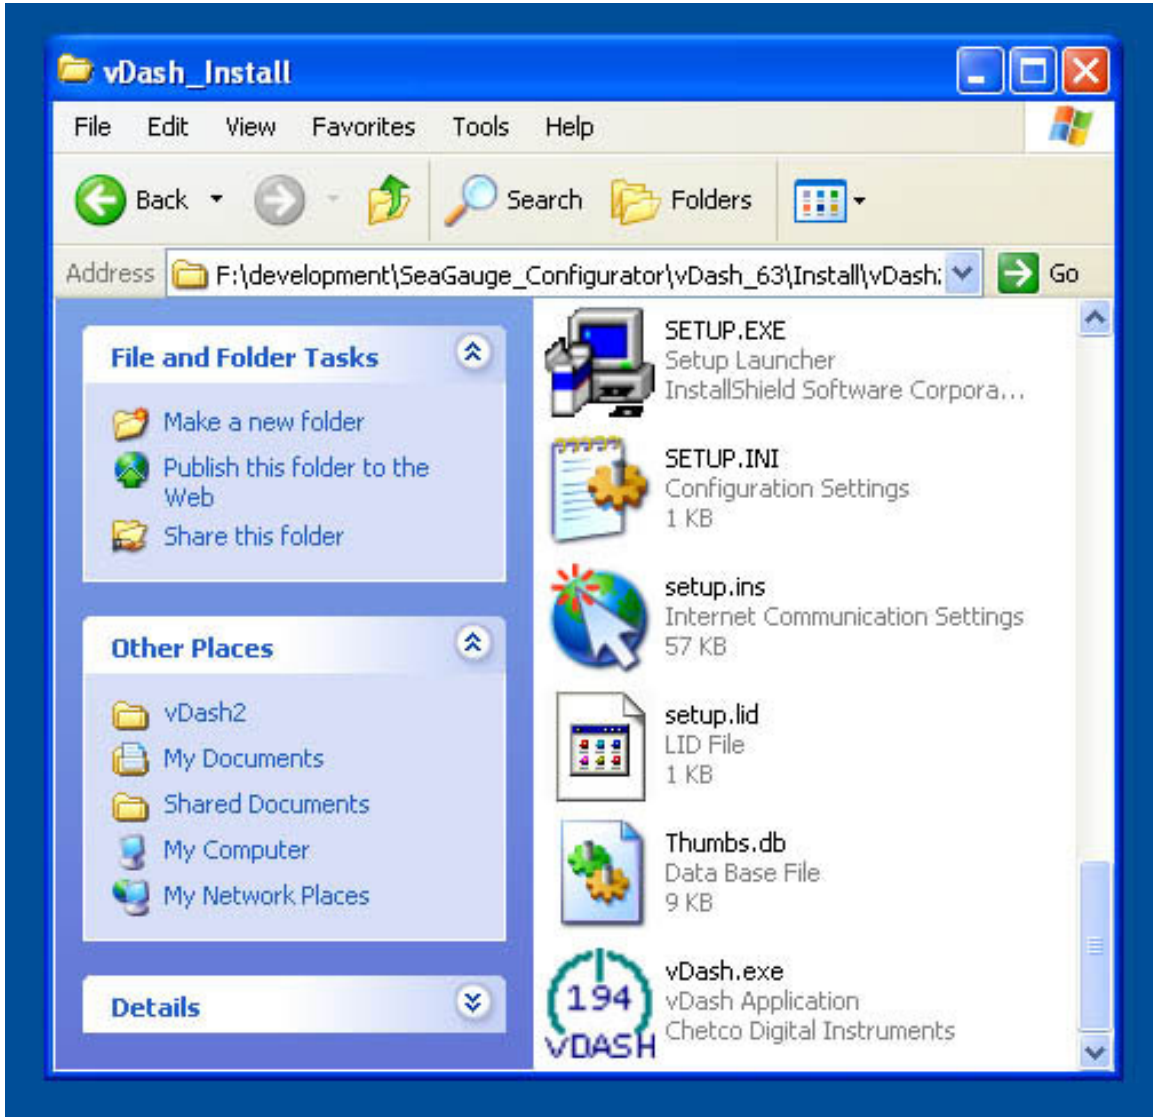 vDash_Install
File Edit View Favorites Tools Help
Back Search Folders
Address F:\development\SeaGauge_Configurator\vDash_63\Install\vDash Go
File and Folder Tasks
Make a new folder
Publish this folder to the
Web
Share this folder
Other Places
vDash2
My Documents
Shared Documents
My Computer
My Network Places
Details
SETUP.EXE
Setup Launcher
InstallShield Software Corpora...
SETUP.INI
Configuration Settings
1 KB
setup.ins
Internet Communication Settings
57 KB
setup.lid
LID File
1 KB
Thumbs.db
Data Base File
9 KB
194
VDASH
vDash.exe
vDash Application
Chetco Digital Instruments